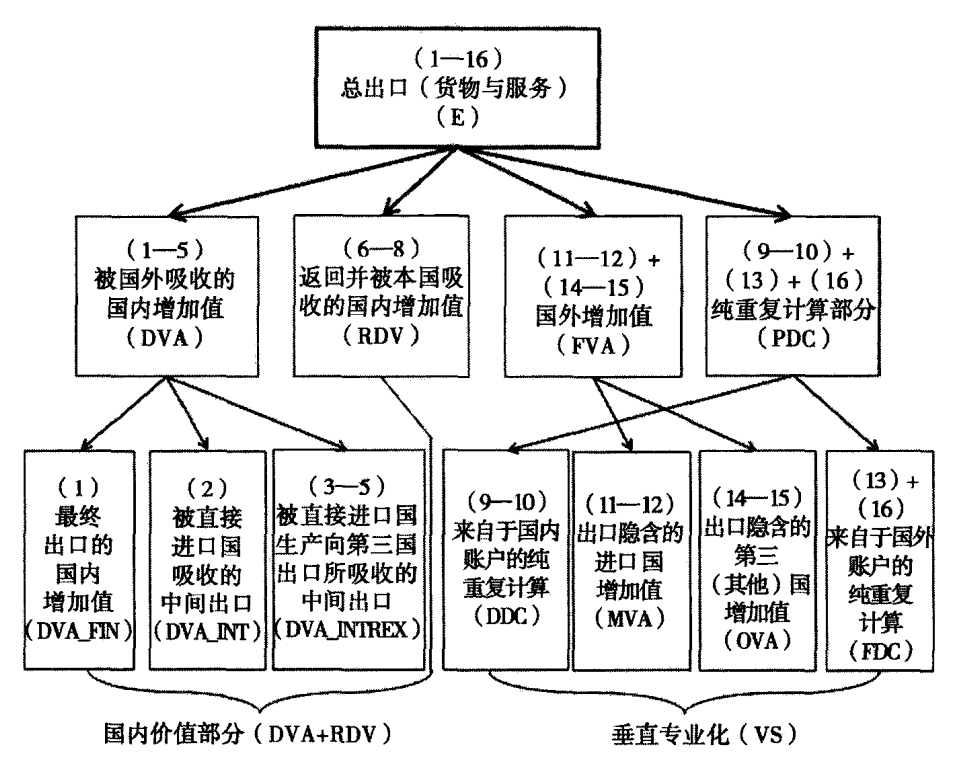 （1—16）
总出口（货物与服务）
（E）
（1—5）
被国外吸收的
国内增加值
（DVA）
（6—8）
返回并被本国吸
收的国内增加值
（RDV）
（11—12）+
（14—15）
国外增加值
（FVA）
（9—10）+
（13）+（16）
纯重复计算部分
（PDC）
（1）
最终
出口的
国内
增加值
（DVA_FIN）
（2）
被直接
进口国
吸收的
中间出口
（DVA_INT）
（3—5）
被直接进口国
生产向第三国
出口所吸收的
中间出口
（DVA_INTREX）
（9—10）
来自于国内
账户的纯
重复计算
（DDC）
（11—12）
出口隐含的
进口国
增加值
（MVA）
（14—15）
出口隐含的
第三
（其他）国
增加值
（OVA）
（13）+
（16）
来自于国外
账户的
纯重复
计算
（FDC）
国内价值部分（DVA+RDV）
垂直专业化（VS）